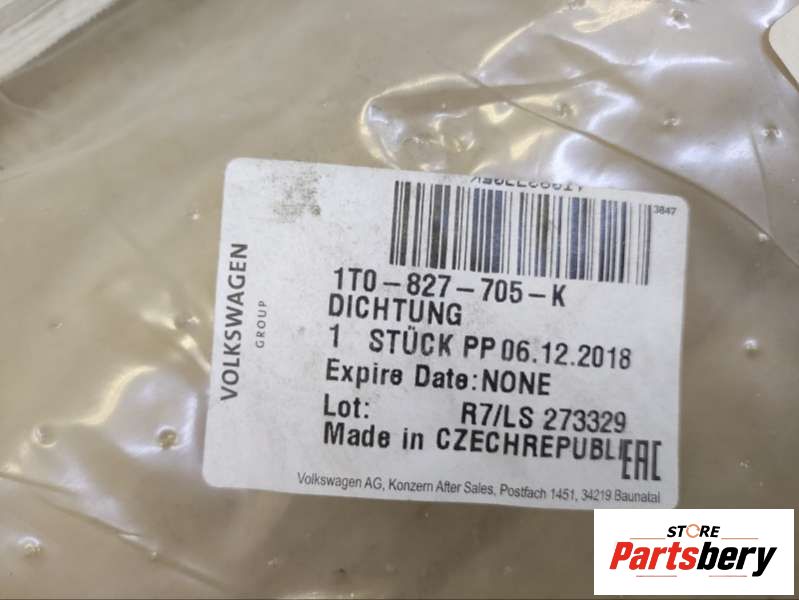 3847
1T0-827-705-K
DICHTUNG
1 STÜCK PP 06.12.2018
Expire Date:NONE
Lot: R7/LS 273329
Made in CZECHREPUBLI
EAC
Volkswagen AG, Konzern After Sales, Postfach 1451, 34219 Baunatal
VOLKSWAGEN
GROUP
STORE
Partsbery